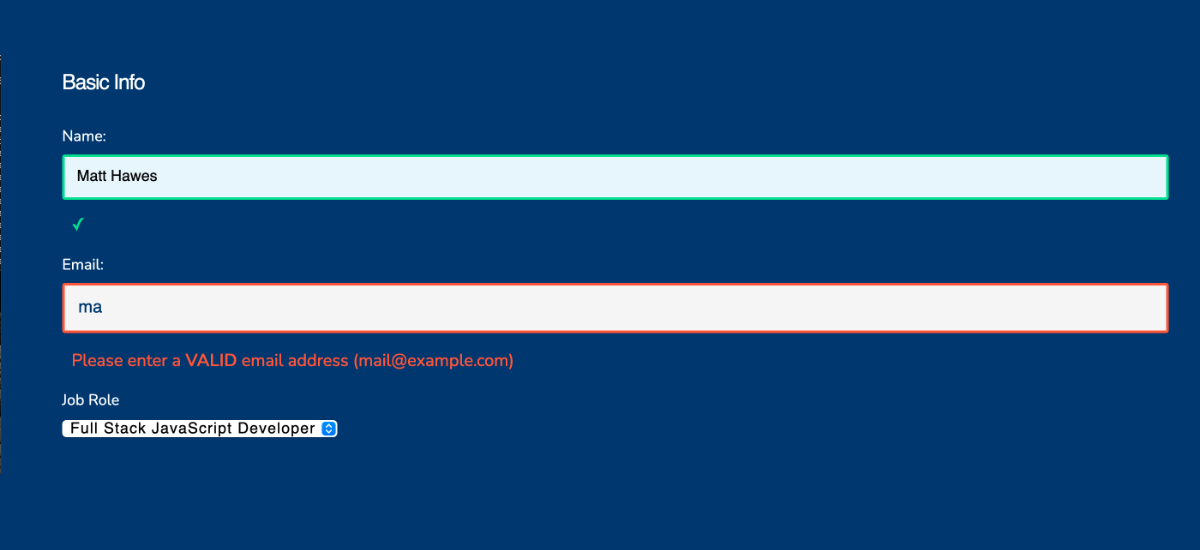 Basic Info
Name:
Matt Hawes
✓
Email:
ma
Please enter a VALID email address (mail@example.com)
Job Role
Full Stack JavaScript Developer